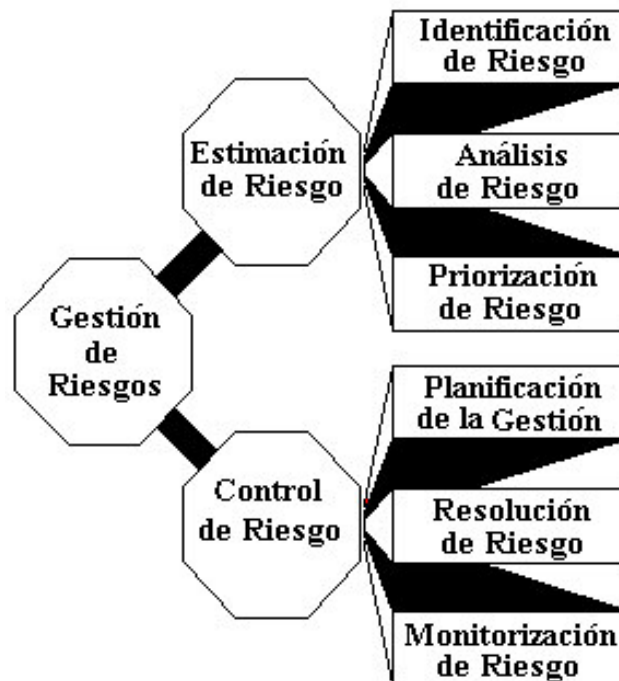 Gestión
de
Riesgos
Estimación
de Riesgo
Identificación
de Riesgo
Análisis
de Riesgo
Priorización
de Riesgo
Control
de Riesgo
Planificación
de la Gestión
Resolución
de Riesgo
Monitorización
de Riesgo